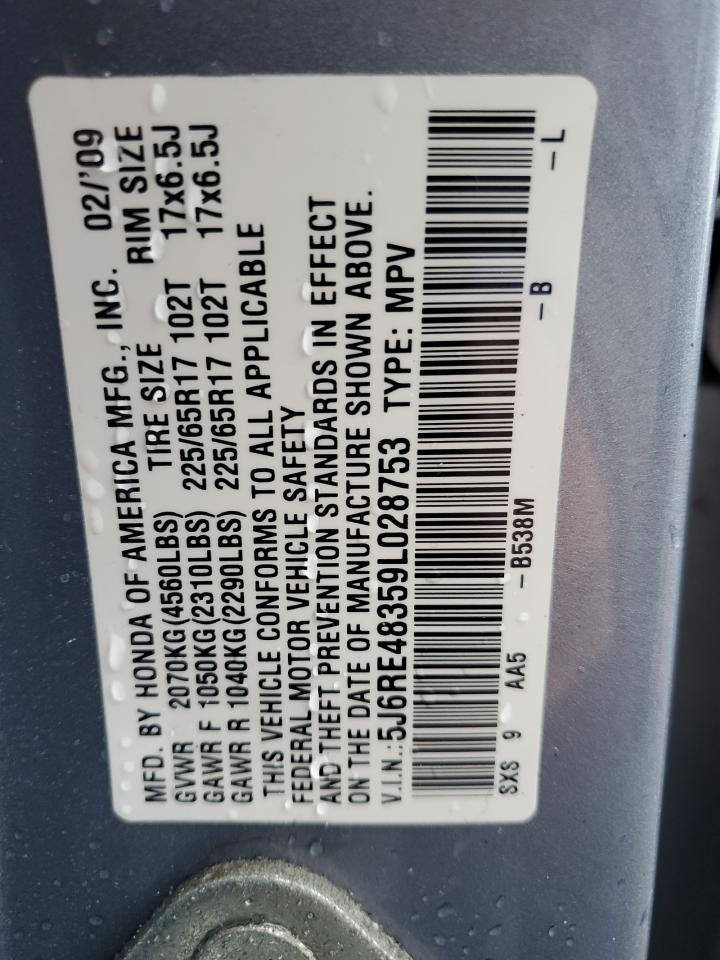 MFD. BY HONDA OF AMERICA MFG., INC. 02/'09
GVWR 2070KG(4560LBS) TIRE SIZE RIM SIZE
GAWR F 1050KG(2310LBS) 225/65R17 102T 17x6.5J
GAWR R 1040KG(2290LBS) 225/65R17 102T 17x6.5J
THIS VEHICLE CONFORMS TO ALL APPLICABLE
FEDERAL MOTOR VEHICLE SAFETY
AND THEFT PREVENTION STANDARDS IN EFFECT
ON THE DATE OF MANUFACTURE SHOWN ABOVE.
V.I.N.:5J6RE48359L028753 TYPE: MPV
SXS 9 AA5 -B538M -B -L